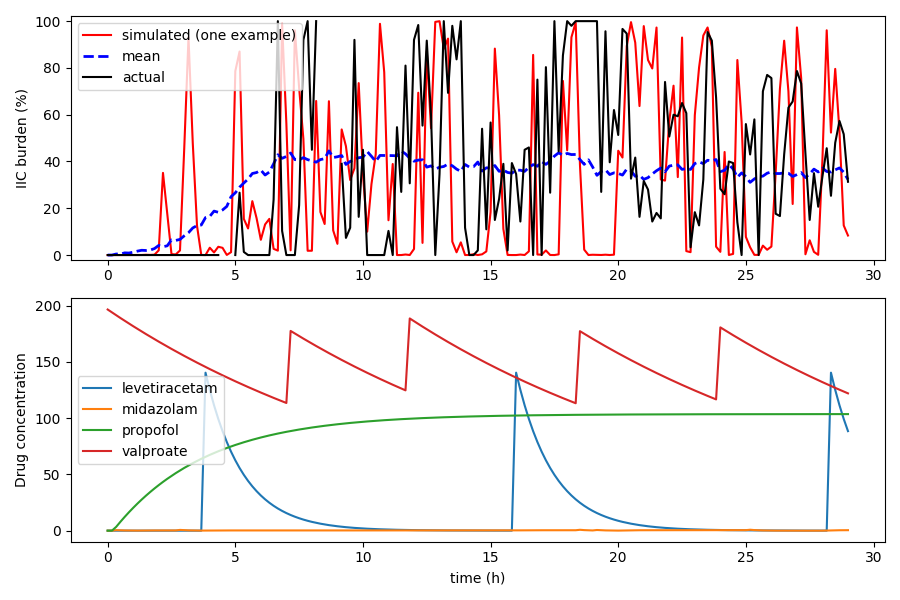 100
80
60
40
20
0
IIC burden (%)
simulated (one example)
mean
actual
0 5 10 15 20 25 30
200
150
100
50
0
Drug concentration
levetiracetam
midazolam
propofol
valproate
0 5 10 15 20 25 30
time (h)